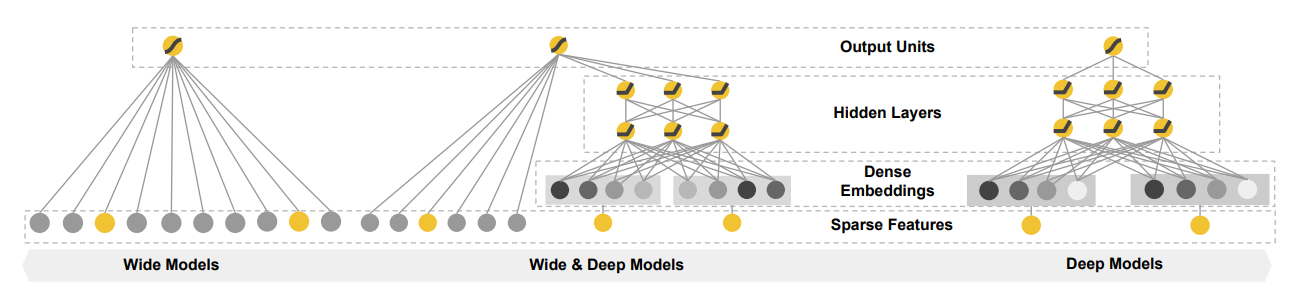 Output Units
Hidden Layers
Dense
Embeddings
Sparse Features
Wide Models
Wide & Deep Models
Deep Models